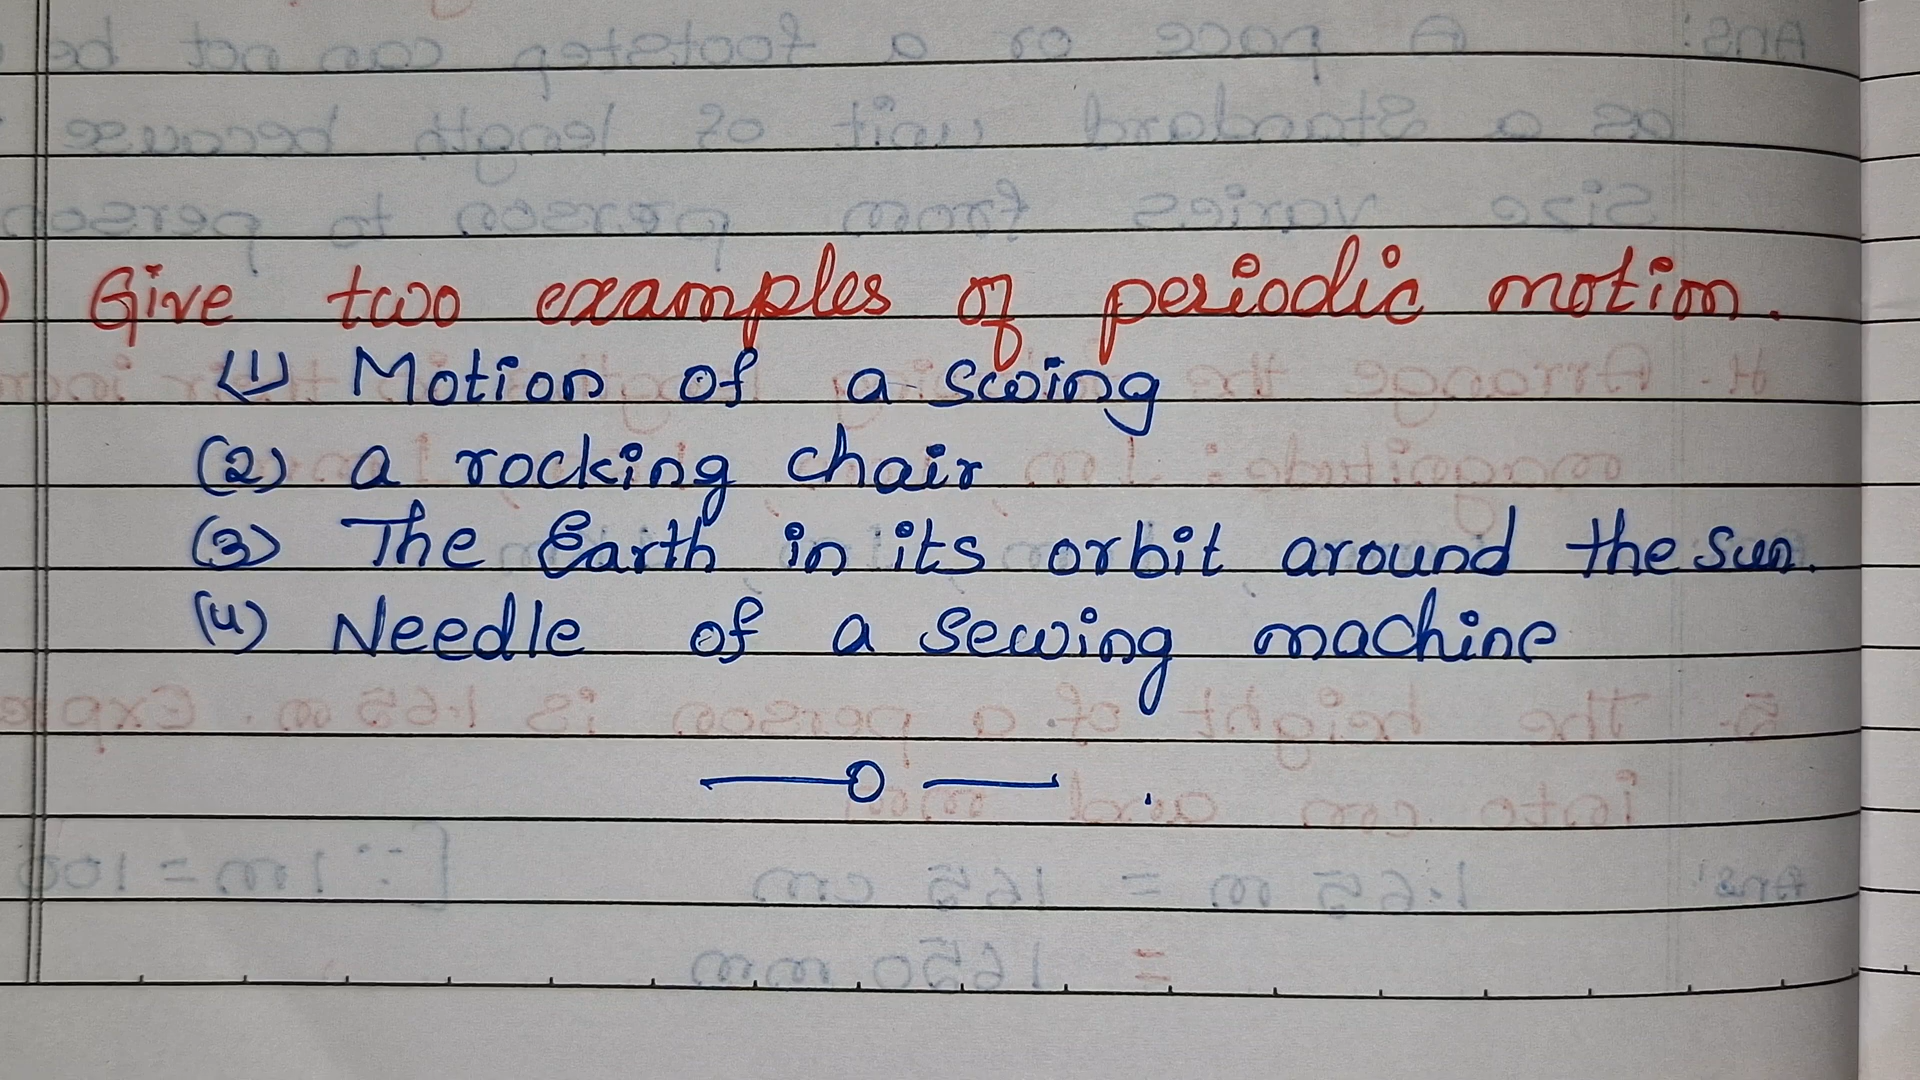 Give two examples of periodic motion.
(1) Motion of a swing
(2) a rocking chair
(3) The Earth in its orbit around the sun.
(4) Needle of a sewing machine